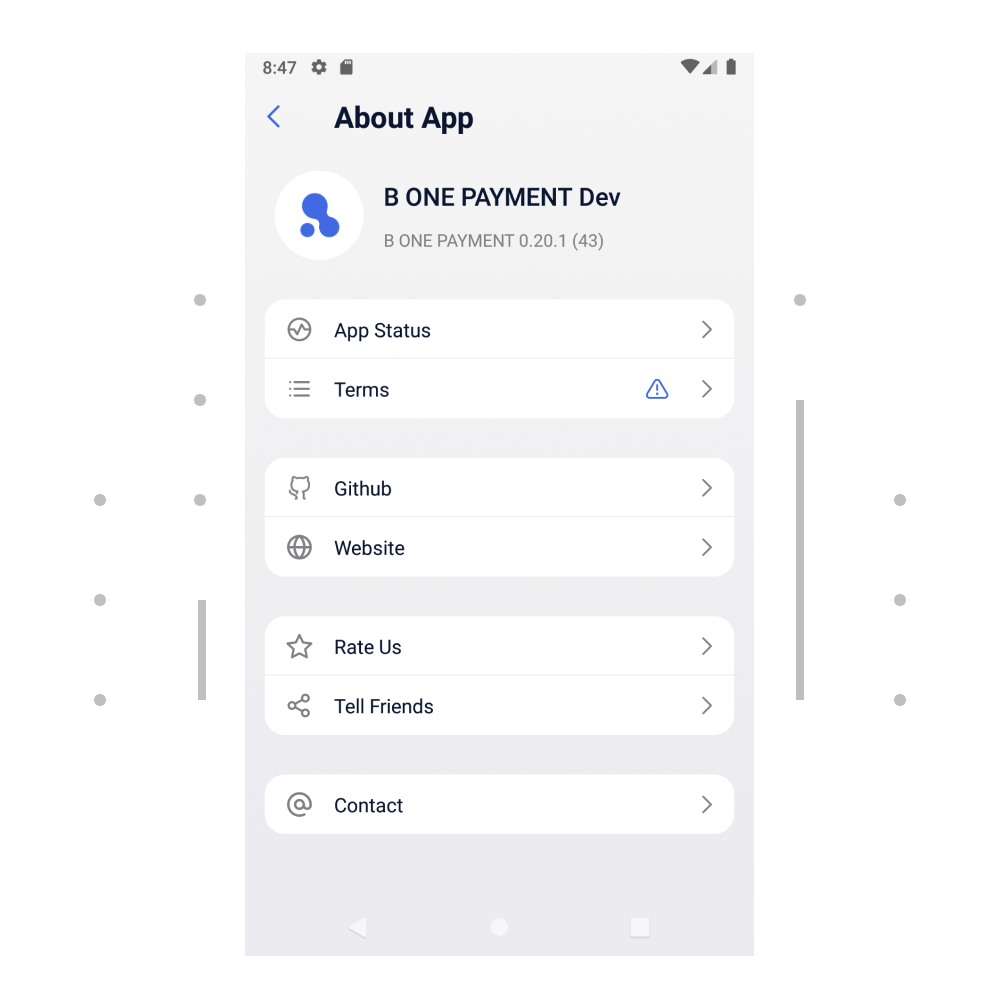 8:47
About App
B ONE PAYMENT Dev
B ONE PAYMENT 0.20.1 (43)
App Status
Terms
Github
Website
Rate Us
Tell Friends
Contact